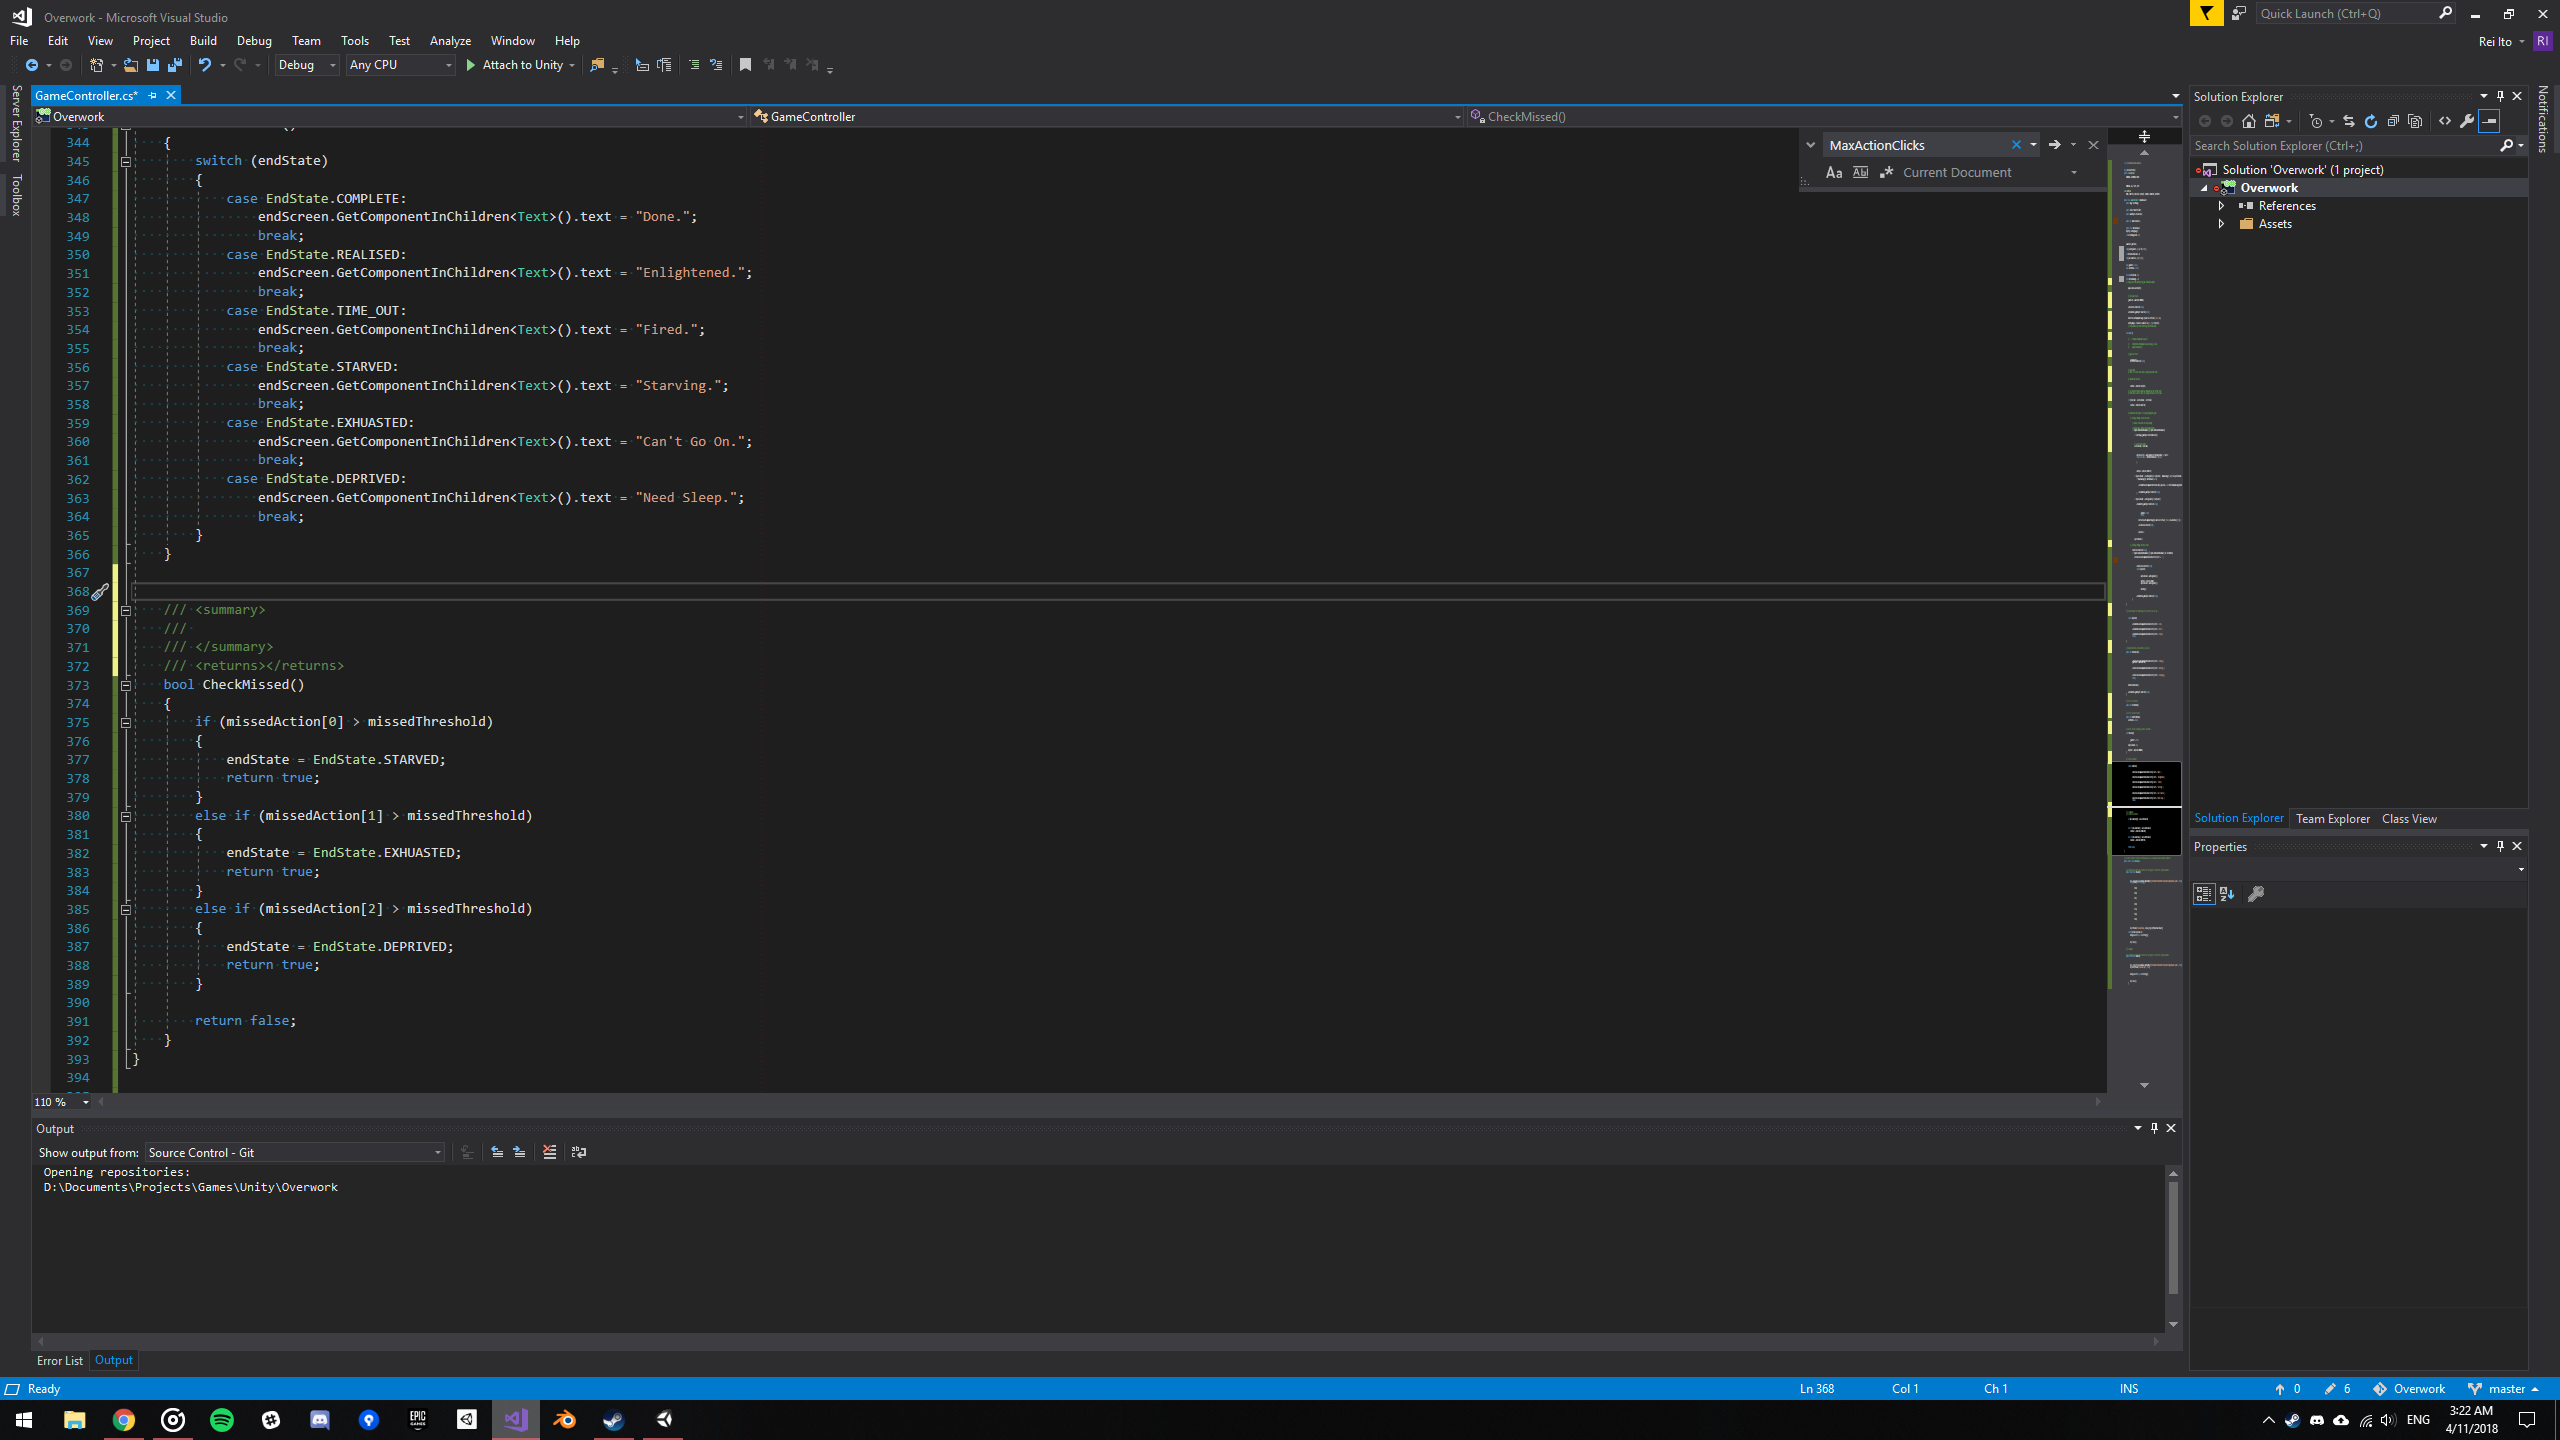 Overwork - Microsoft Visual Studio
Quick Launch (Ctrl+Q)
File Edit View Project Build Debug Team Tools Test Analyze Window Help
Rei Ito RI
Debug Any CPU Attach to Unity
Server Explorer
Toolbox
Notifications
GameController.cs*
Overwork GameController CheckMissed()
MaxActionClicks
Aa Ab| .* Current Document
344 {
345 switch (endState)
346 {
347 case EndState.COMPLETE:
348 endScreen.GetComponentInChildren<Text>().text = "Done.";
349 break;
350 case EndState.REALISED:
351 endScreen.GetComponentInChildren<Text>().text = "Enlightened.";
352 break;
353 case EndState.TIME_OUT:
354 endScreen.GetComponentInChildren<Text>().text = "Fired.";
355 break;
356 case EndState.STARVED:
357 endScreen.GetComponentInChildren<Text>().text = "Starving.";
358 break;
359 case EndState.EXHUASTED:
360 endScreen.GetComponentInChildren<Text>().text = "Can't Go On.";
361 break;
362 case EndState.DEPRIVED:
363 endScreen.GetComponentInChildren<Text>().text = "Need Sleep.";
364 break;
365 }
366 }
367
368
369 /// <summary>
370 ///
371 /// </summary>
372 /// <returns></returns>
373 bool CheckMissed()
374 {
375 if (missedAction[0] > missedThreshold)
376 {
377 endState = EndState.STARVED;
378 return true;
379 }
380 else if (missedAction[1] > missedThreshold)
381 {
382 endState = EndState.EXHUASTED;
383 return true;
384 }
385 else if (missedAction[2] > missedThreshold)
386 {
387 endState = EndState.DEPRIVED;
388 return true;
389 }
390
391 return false;
392 }
393 }
394
110 %
Solution Explorer
Search Solution Explorer (Ctrl+;)
Solution 'Overwork' (1 project)
Overwork
References
Assets
Solution Explorer Team Explorer Class View
Properties
Output
Show output from: Source Control - Git
Opening repositories:
D:\Documents\Projects\Games\Unity\Overwork
Error List Output
Ready Ln 368 Col 1 Ch 1 INS 0 6 Overwork master
EPIC GAMES
ENG
3:22 AM
4/11/2018